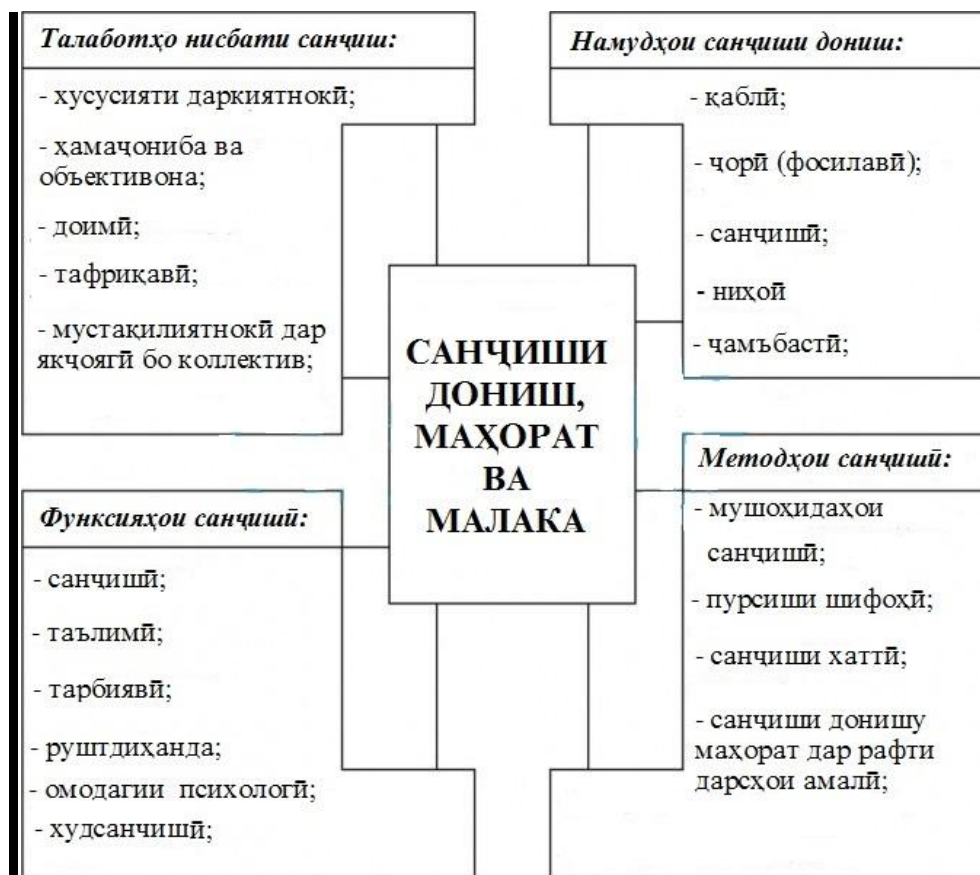 Талаботҳо нисбати санҷиш:
- хусусияти даркиятнокӣ;
- ҳамаҷониба ва
объективона;
- доимӣ;
- тафриқавӣ;
- мустақилиятнокӣ дар
якҷоягӣ бо коллектив;
Намудҳои санҷиши дониш:
- қаблӣ;
- ҷорӣ (фосилавӣ);
- санҷишӣ;
- ниҳоӣ
- ҷамъбастӣ;
САНҶИШИ
ДОНИШ,
МАҲОРАТ
ВА
МАЛАКА
Функсияҳои санҷишӣ:
- санҷишӣ;
- таълимӣ;
- тарбиявӣ;
- руштдиҳанда;
- омодагии психологӣ;
- худсанҷишӣ;
Методҳои санҷишӣ:
- мушоҳидаҳои
санҷишӣ;
- пурсиши шифоҳӣ;
- санҷиши хаттӣ;
- санҷиши донишу
маҳорат дар рафти
дарсҳои амалӣ;